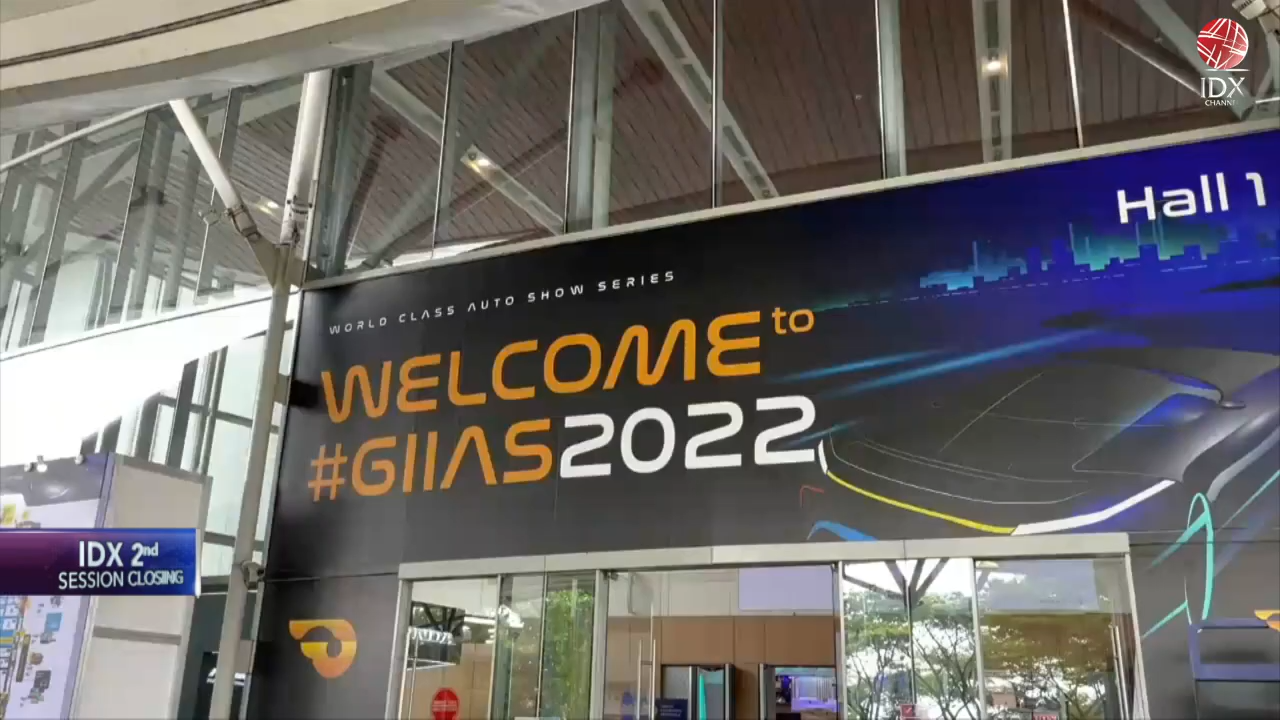 IDX
CHANNEL
Hall 1
WORLD CLASS AUTO SHOW SERIES
WELCOME to
#GIIAS2022
IDX 2nd
SESSION CLOSING